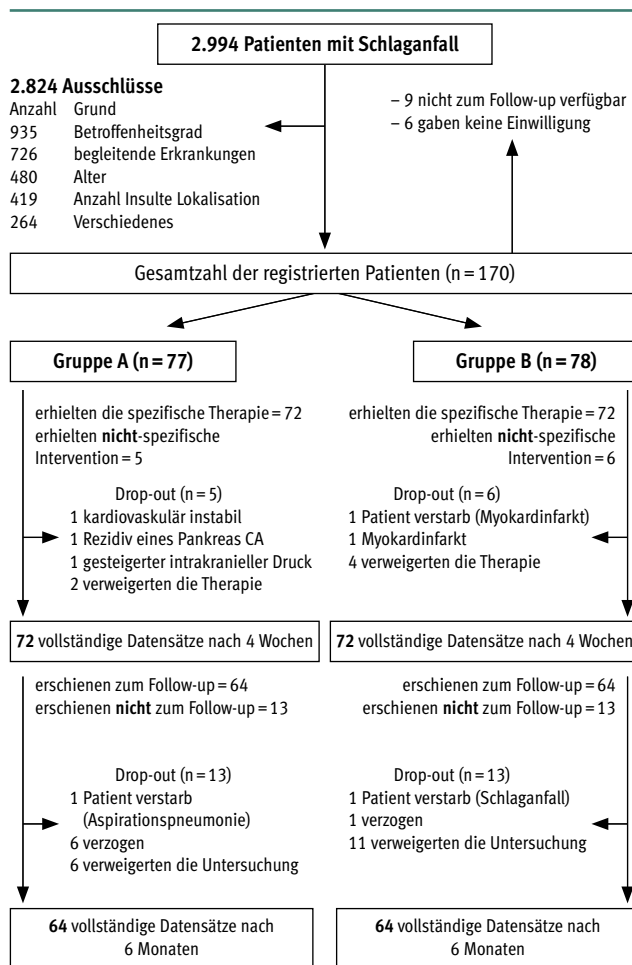 2.994 Patienten mit Schlaganfall
2.824 Ausschlüsse
Anzahl Grund
935 Betroffenheitsgrad
726 begleitende Erkrankungen
480 Alter
419 Anzahl Insulte Lokalisation
264 Verschiedenes
– 9 nicht zum Follow-up verfügbar
– 6 gaben keine Einwilligung
Gesamtzahl der registrierten Patienten (n = 170)
Gruppe A (n = 77)
erhielten die spezifische Therapie = 72
erhielten nicht-spezifische
Intervention = 5
Drop-out (n = 5)
1 kardiovaskulär instabil
1 Rezidiv eines Pankreas CA
1 gesteigerter intrakranieller Druck
2 verweigerten die Therapie
72 vollständige Datensätze nach 4 Wochen
erschienen zum Follow-up = 64
erschienen nicht zum Follow-up = 13
Drop-out (n = 13)
1 Patient verstarb
(Aspirationspneumonie)
6 verzogen
6 verweigerten die Untersuchung
64 vollständige Datensätze nach
6 Monaten
Gruppe B (n = 78)
erhielten die spezifische Therapie = 72
erhielten nicht-spezifische
Intervention = 6
Drop-out (n = 6)
1 Patient verstarb (Myokardinfarkt)
1 Myokardinfarkt
4 verweigerten die Therapie
72 vollständige Datensätze nach 4 Wochen
erschienen zum Follow-up = 64
erschienen nicht zum Follow-up = 13
Drop-out (n = 13)
1 Patient verstarb (Schlaganfall)
1 verzogen
11 verweigerten die Untersuchung
64 vollständige Datensätze nach
6 Monaten